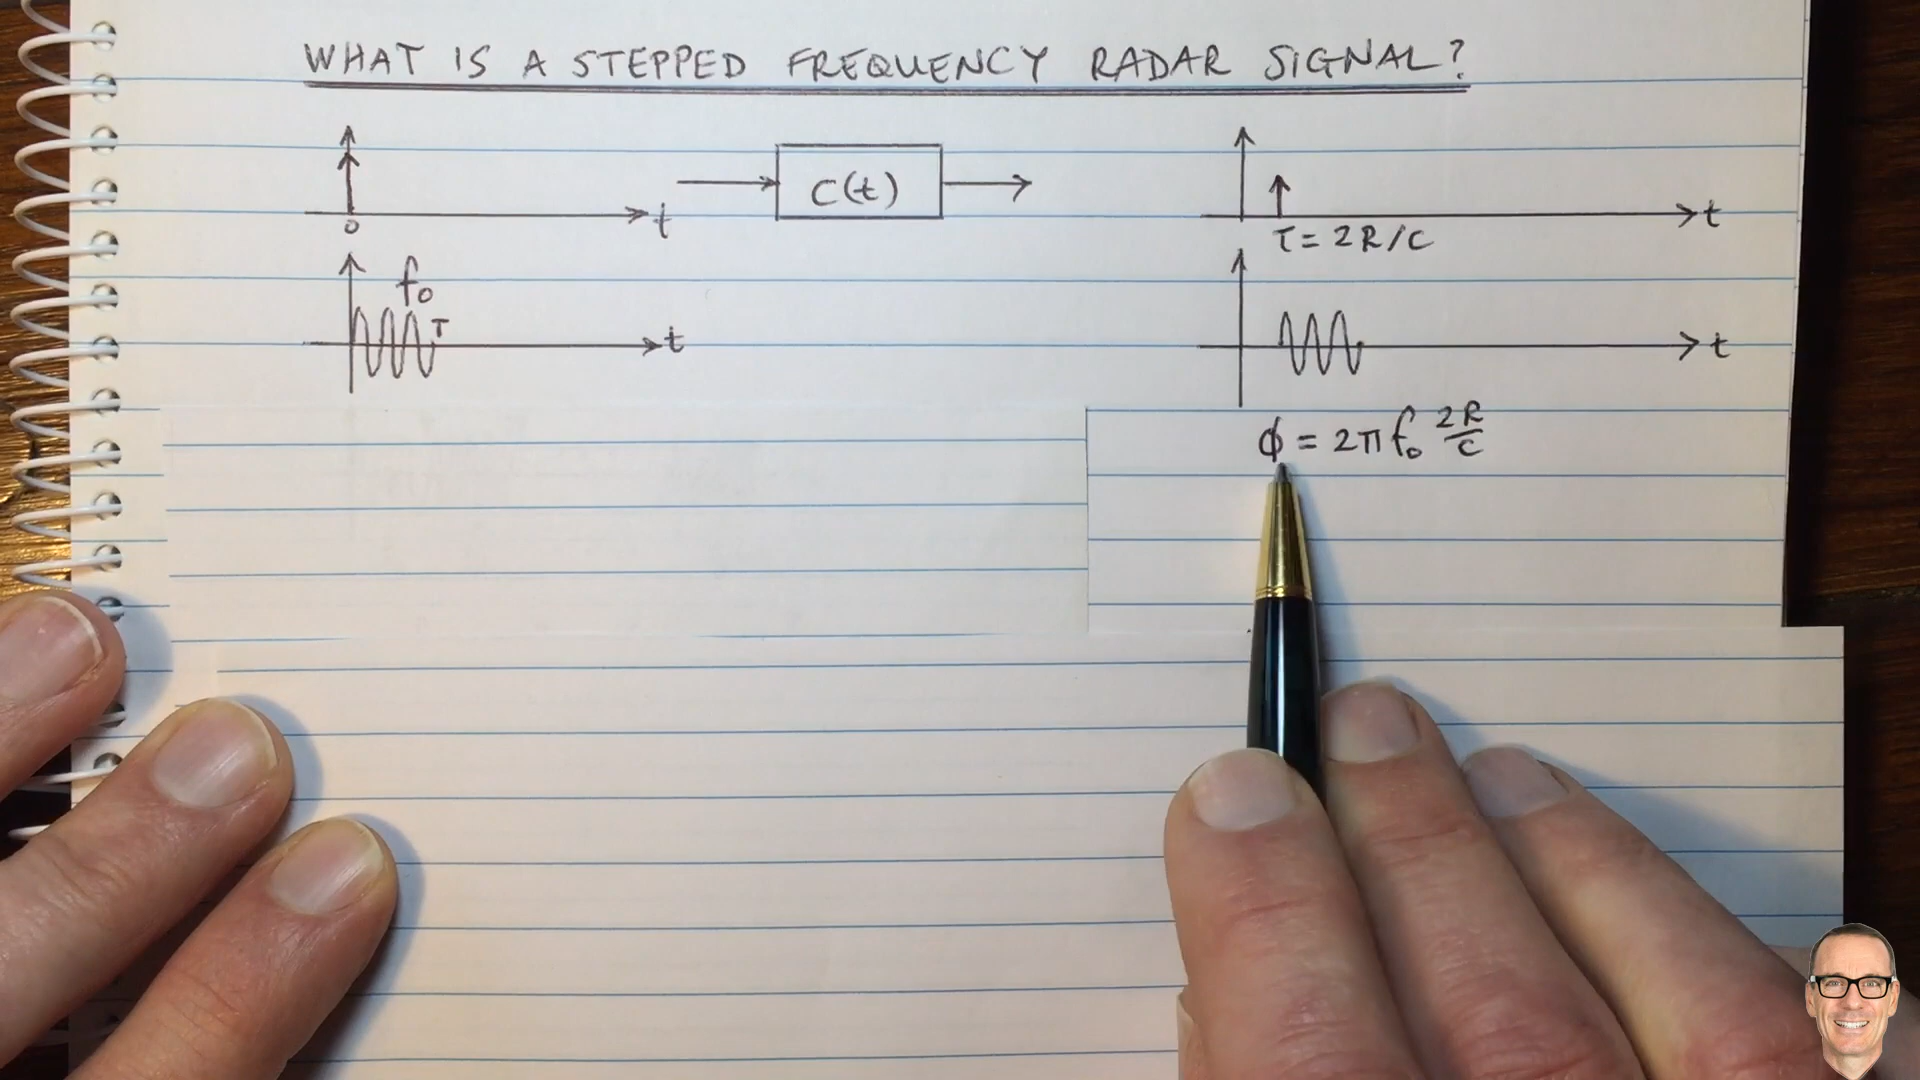 WHAT IS A STEPPED FREQUENCY RADAR SIGNAL?
C(t)
0
t
t
τ = 2R/C
f₀
T
t
t
ϕ = 2π f₀ 2R/C